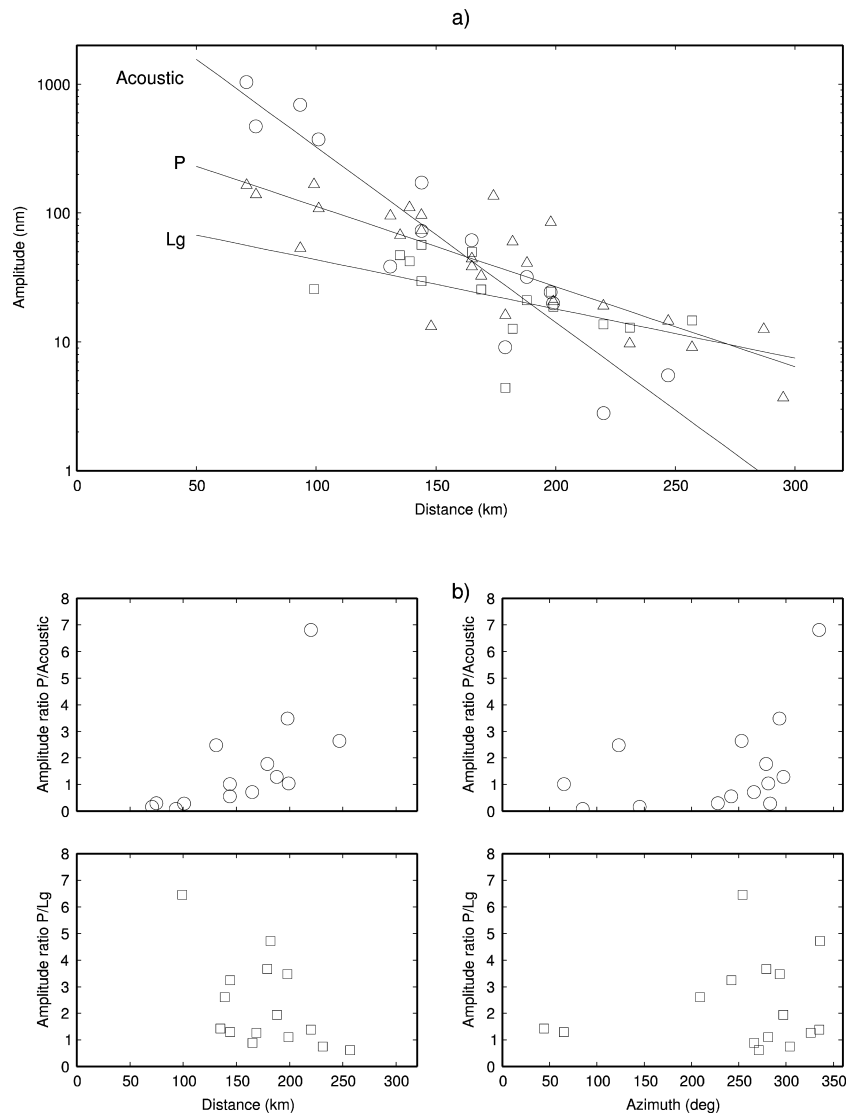 a)
Amplitude (nm)
1000
100
10
1
Acoustic
P
Lg
0 50 100 150 200 250 300
Distance (km)
b)
Amplitude ratio P/Acoustic
8
7
6
5
4
3
2
1
0
Amplitude ratio P/Acoustic
8
7
6
5
4
3
2
1
0
Amplitude ratio P/Lg
8
7
6
5
4
3
2
1
0
0 50 100 150 200 250 300
Distance (km)
Amplitude ratio P/Lg
8
7
6
5
4
3
2
1
0
0 50 100 150 200 250 300 350
Azimuth (deg)